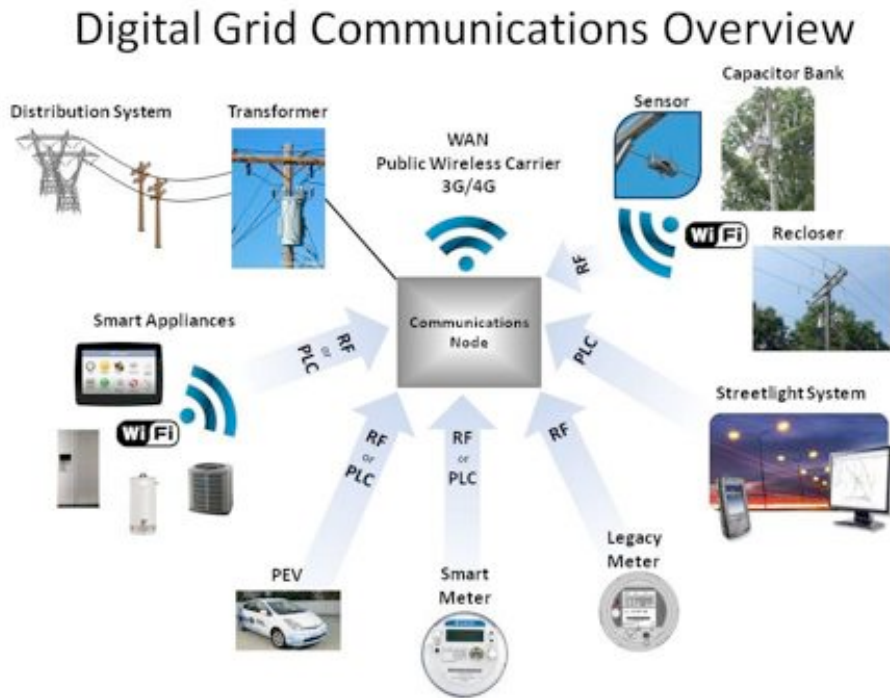 Digital Grid Communications Overview
Distribution System
Transformer
WAN
Public Wireless Carrier
3G/4G
Sensor
Capacitor Bank
WiFi
Recloser
RF
Communications
Node
Smart Appliances
RF
or
PLC
WiFi
PLC
Streetlight System
RF
or
PLC
RF
or
PLC
RF
PEV
Smart
Meter
Legacy
Meter